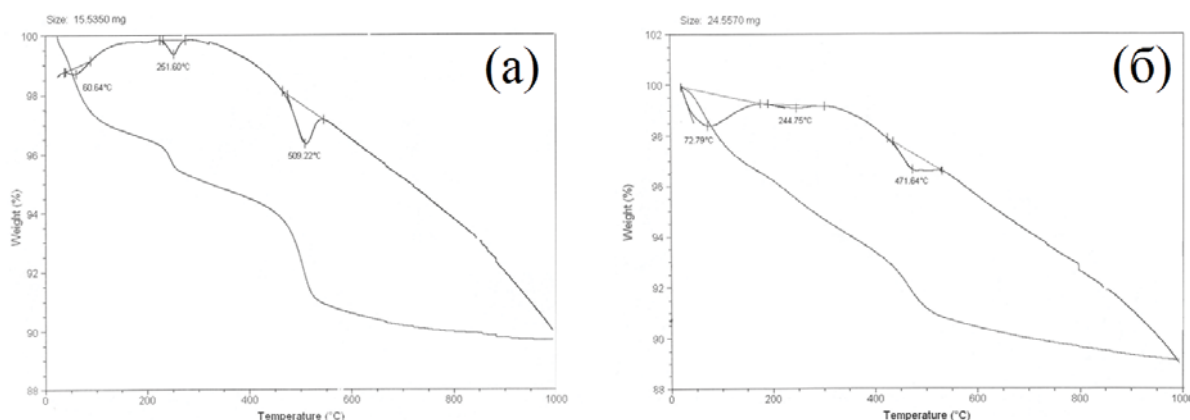 Size: 15.5350 mg
(а)
100
98
96
94
92
90
88
Weight (%)
60.64°C
251.60°C
509.22°C
0
200
400
600
800
1000
Temperature (°C)
Size: 24.5570 mg
(б)
102
100
98
96
94
92
90
88
Weight (%)
72.79°C
244.75°C
471.64°C
0
200
400
600
800
1000
Temperature (°C)